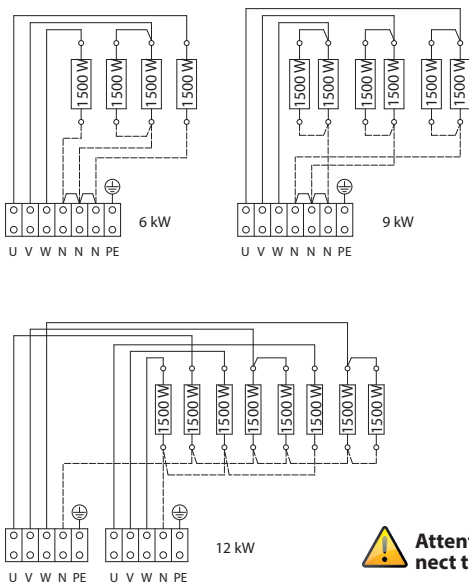 1500 W 1500 W 1500 W 1500 W
6 kW
U V W N N N PE
1500 W 1500 W 1500 W 1500 W 1500 W 1500 W
9 kW
U V W N N N PE
1500 W 1500 W 1500 W 1500 W 1500 W 1500 W 1500 W 1500 W
12 kW
U V W N PE U V W N PE
Attent
nect t